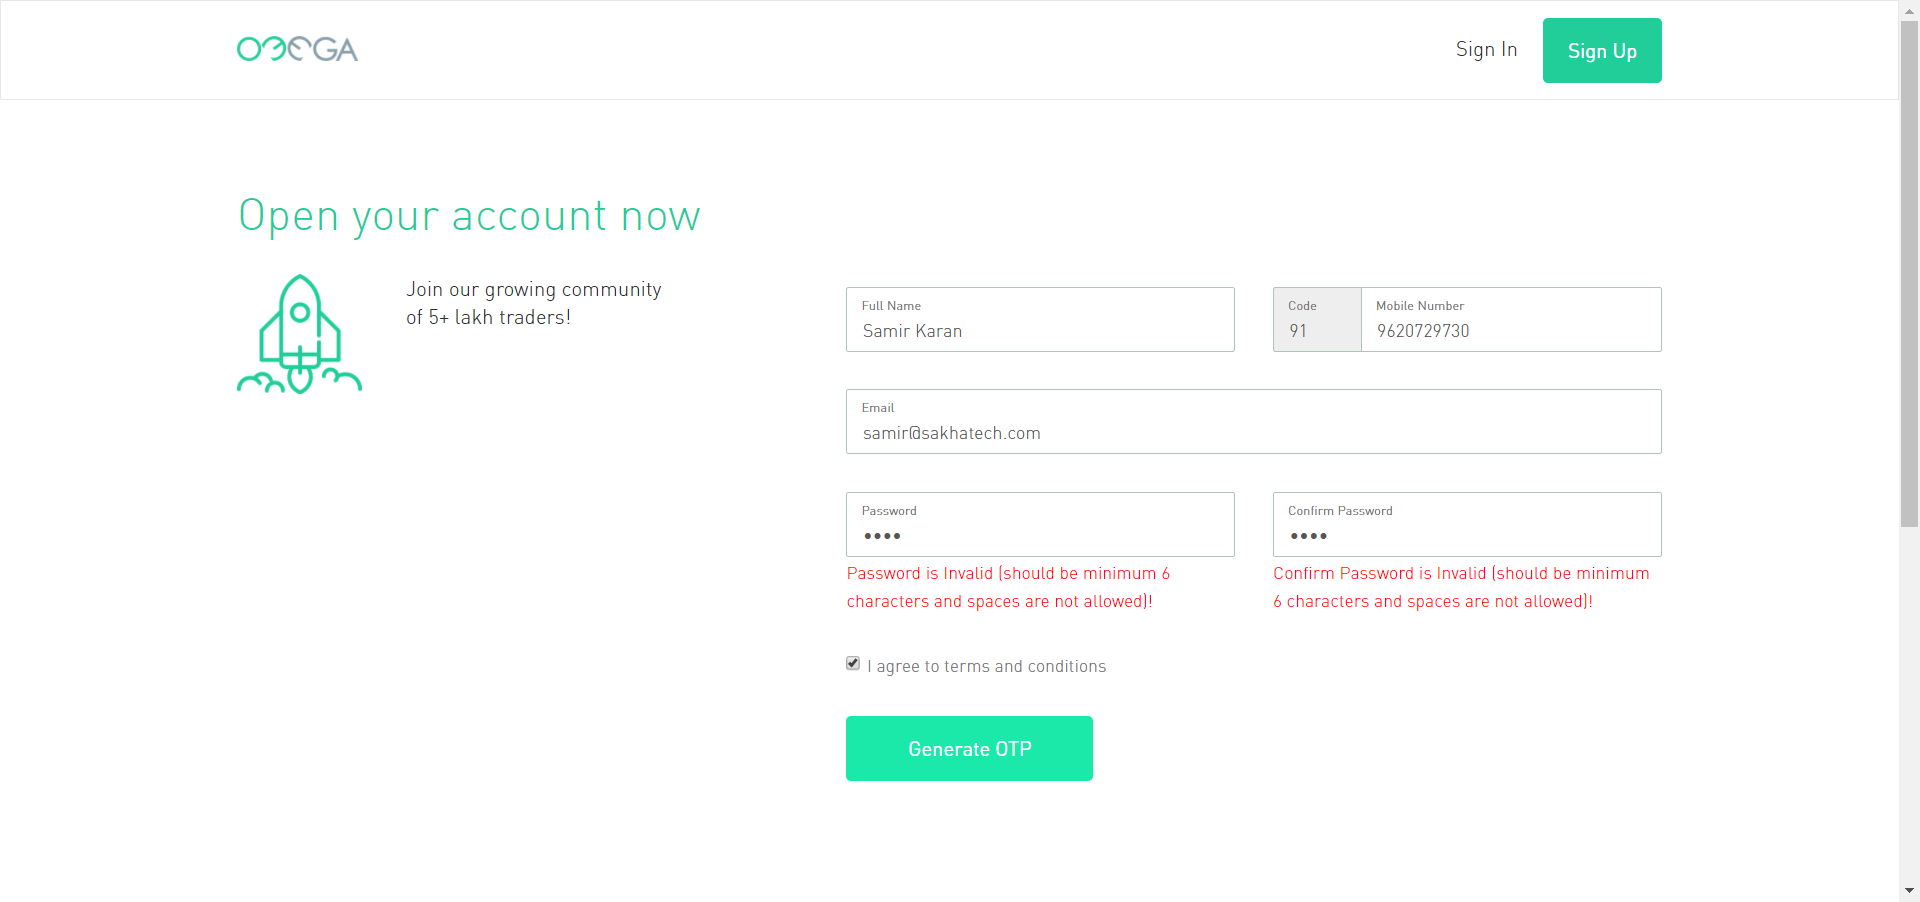 OMEGA
Sign In
Sign Up
Open your account now
Join our growing community
of 5+ lakh traders!
Full Name
Samir Karan
Code
91
Mobile Number
9620729730
Email
samir@sakhatech.com
Password
••••
Confirm Password
••••
Password is Invalid (should be minimum 6
characters and spaces are not allowed)!
Confirm Password is Invalid (should be minimum
6 characters and spaces are not allowed)!
I agree to terms and conditions
Generate OTP